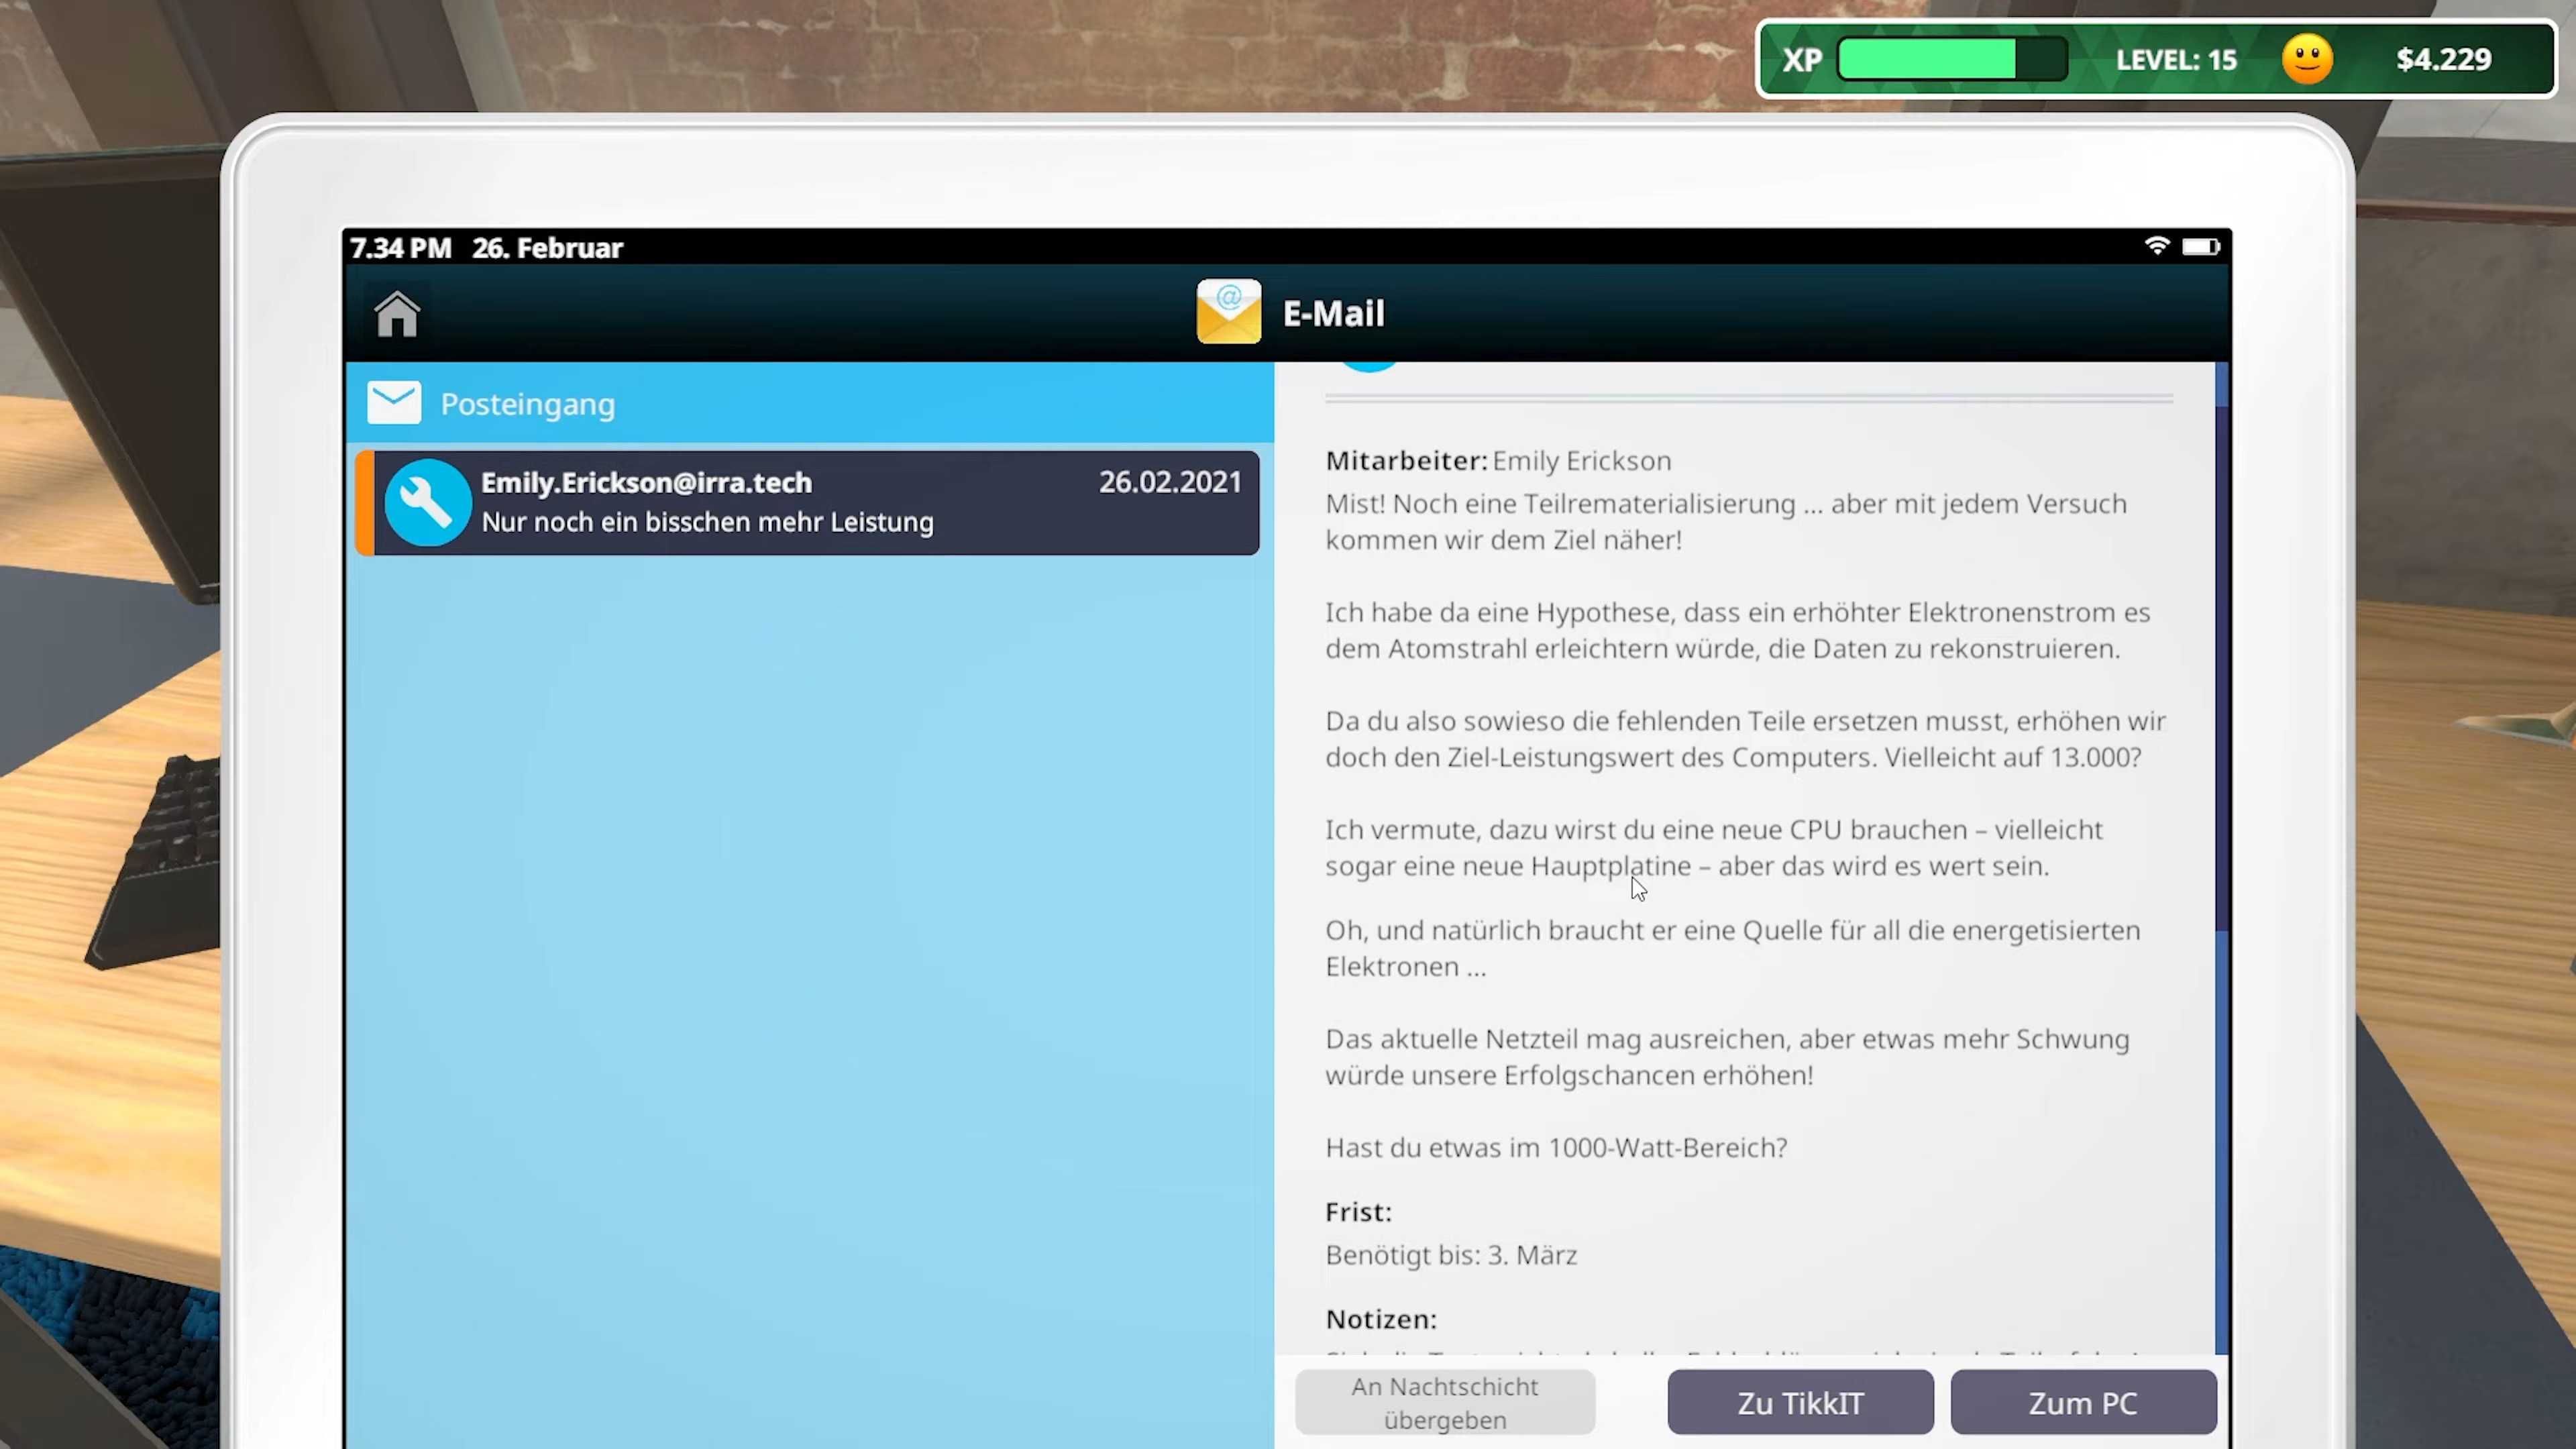 XP
LEVEL: 15
$4.229
7.34 PM 26. Februar
E-Mail
Posteingang
Emily.Erickson@irra.tech 26.02.2021
Nur noch ein bisschen mehr Leistung
Mitarbeiter: Emily Erickson
Mist! Noch eine Teilrematerialisierung ... aber mit jedem Versuch
kommen wir dem Ziel näher!
Ich habe da eine Hypothese, dass ein erhöhter Elektronenstrom es
dem Atomstrahl erleichtern würde, die Daten zu rekonstruieren.
Da du also sowieso die fehlenden Teile ersetzen musst, erhöhen wir
doch den Ziel-Leistungswert des Computers. Vielleicht auf 13.000?
Ich vermute, dazu wirst du eine neue CPU brauchen – vielleicht
sogar eine neue Hauptplatine – aber das wird es wert sein.
Oh, und natürlich braucht er eine Quelle für all die energetisierten
Elektronen ...
Das aktuelle Netzteil mag ausreichen, aber etwas mehr Schwung
würde unsere Erfolgschancen erhöhen!
Hast du etwas im 1000-Watt-Bereich?
Frist:
Benötigt bis: 3. März
Notizen:
An Nachtschicht
übergeben
Zu TikkIT
Zum PC